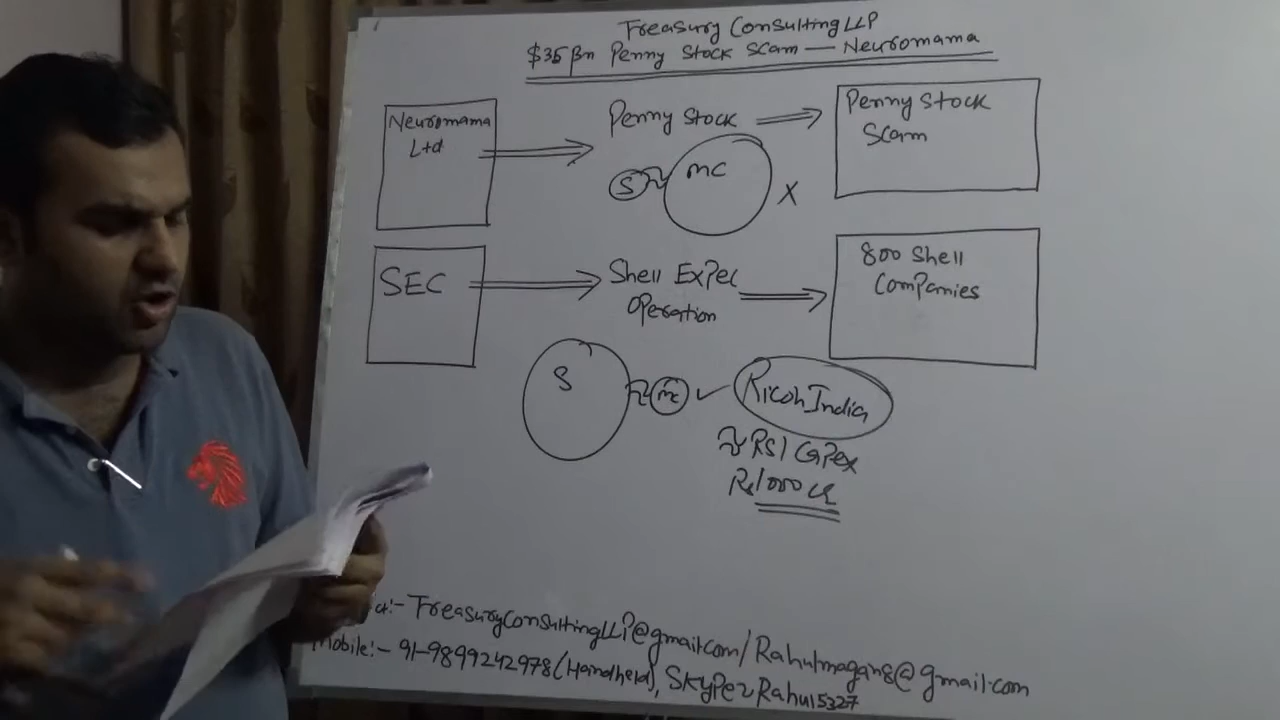 Treasury Consulting LLP
$35 Bn Penny Stock Scam — Neuromama
Neuromama Ltd
Penny Stock
Penny Stock Scam
S ≈ MC X
SEC
Shell Expel Operation
800 Shell Companies
S ≈ MC ✓
Ricoh India
≈ RS/ Capex
Rs1000 cr
:- TreasuryConsultingLLP@gmail.com/Rahulmagan8@gmail.com
Mobile:- 91-9899242978(Handheld), SKYPE~Rahul5327